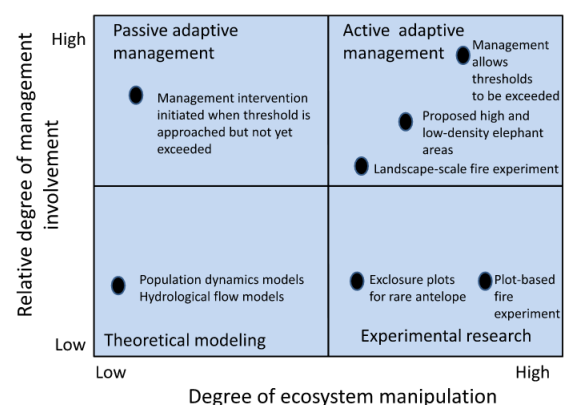 High
Passive adaptive
management
Active adaptive
management
Management
allows
thresholds
to be exceeded
Management intervention
initiated when threshold is
approached but not yet
exceeded
Proposed high and
low-density elephant
areas
Landscape-scale fire experiment
Relative degree of management
involvement
Population dynamics models
Hydrological flow models
Exclosure plots
for rare antelope
Plot-based
fire
experiment
Theoretical modeling
Experimental research
Low
Low
High
Degree of ecosystem manipulation